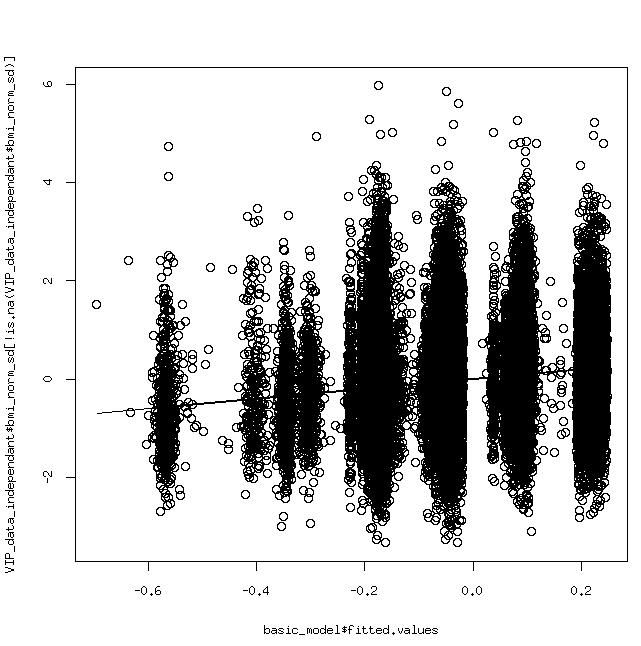 VIP_data_independant$bmi_norm_sd[!is.na(VIP_data_independant$bmi_norm_sd)]
6
4
2
0
-2
-0.6 -0.4 -0.2 0.0 0.2
basic_model$fitted.values